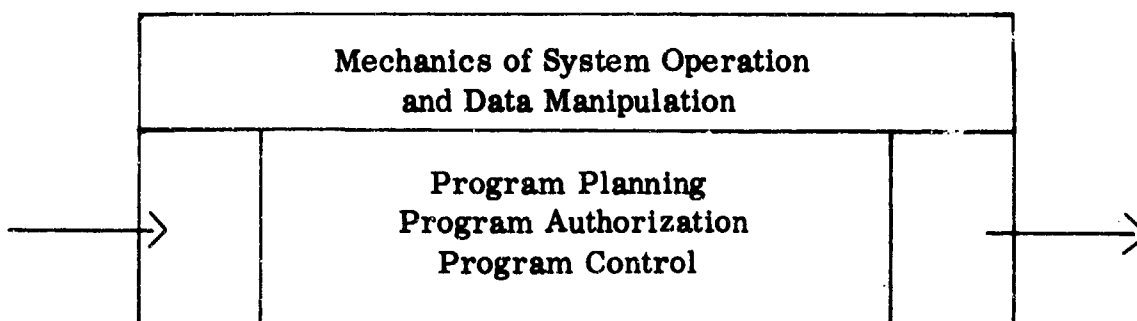 Mechanics of System Operation
and Data Manipulation
Program Planning
Program Authorization
Program Control